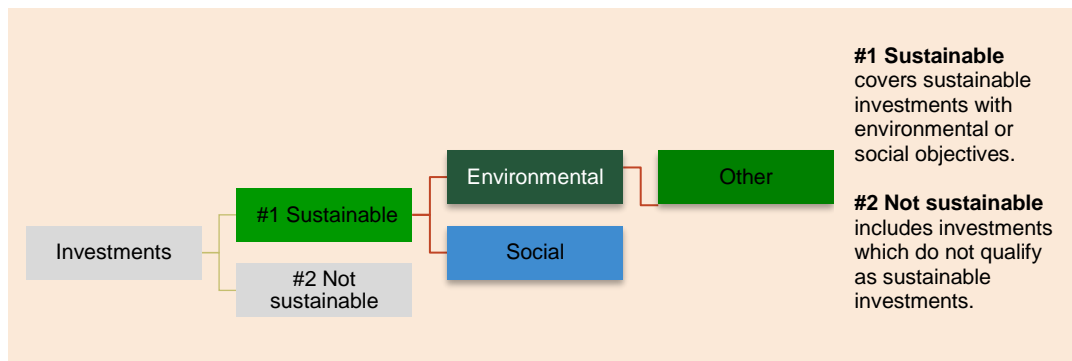 Investments
#1 Sustainable
#2 Not
sustainable
Environmental
Social
Other
#1 Sustainable
covers sustainable
investments with
environmental or
social objectives.
#2 Not sustainable
includes investments
which do not qualify
as sustainable
investments.